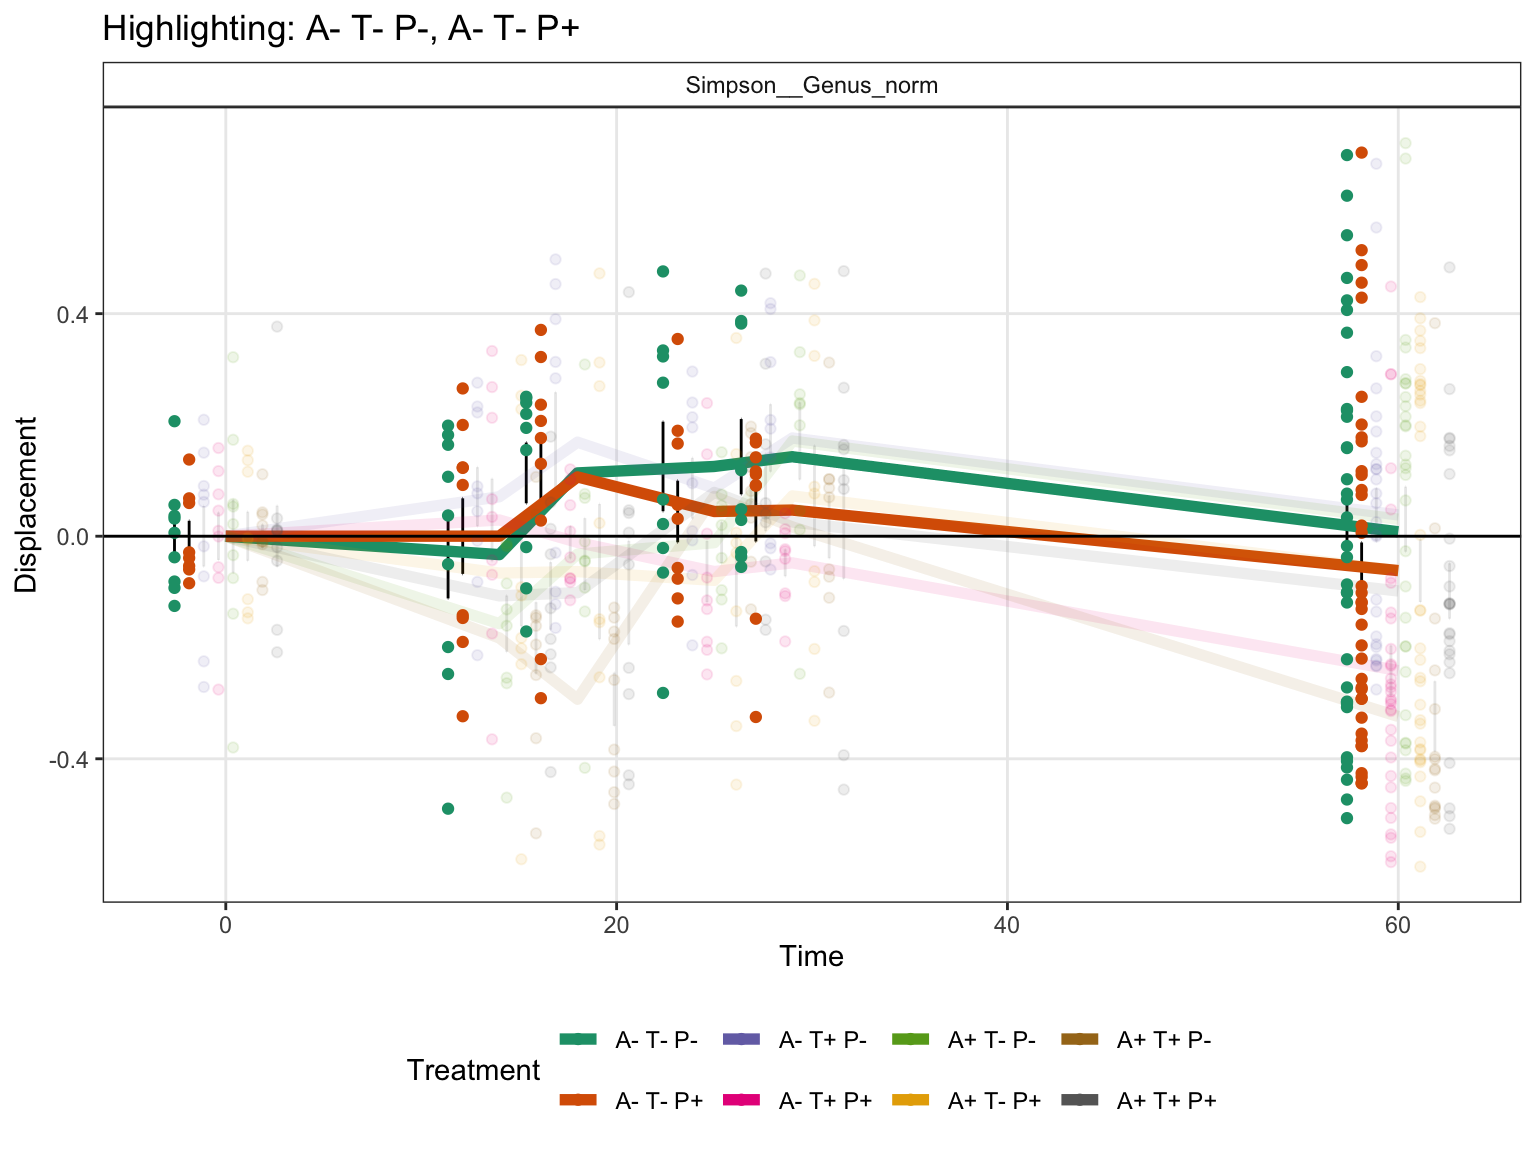 Highlighting: A- T- P-, A- T- P+
Simpson__Genus_norm
Displacement
0.4
0.0
-0.4
0 20 40 60
Time
Treatment
A- T- P- A- T+ P- A+ T- P- A+ T+ P-
A- T- P+ A- T+ P+ A+ T- P+ A+ T+ P+